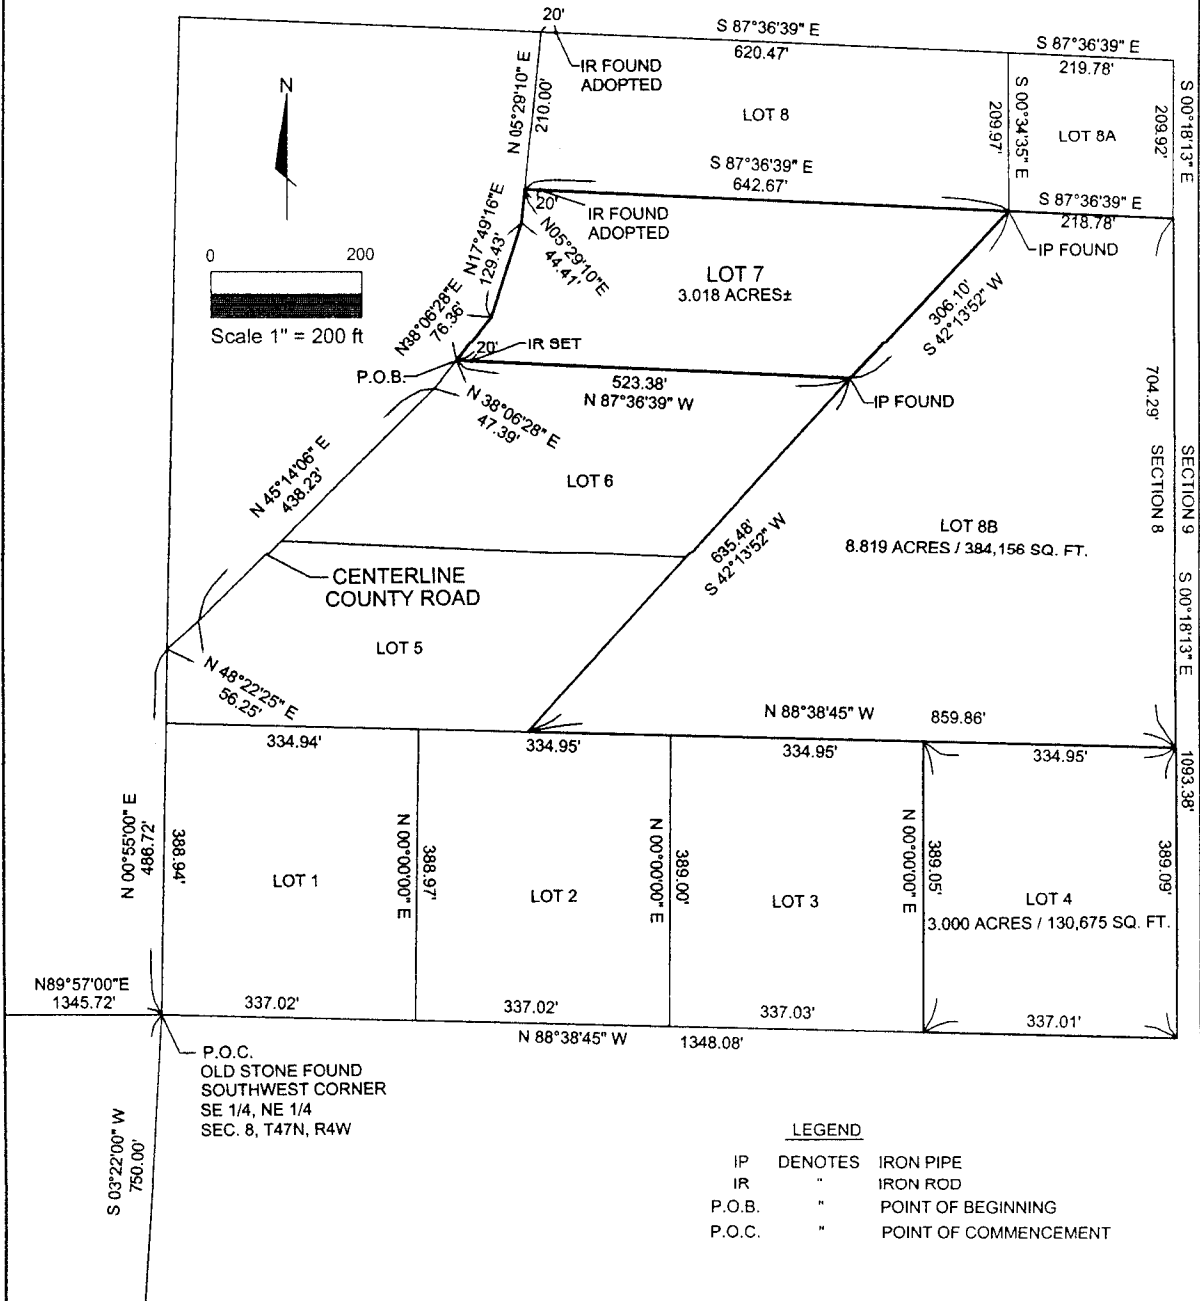 20'
S 87°36'39" E
620.47'
S 87°36'39" E
219.78'
IR FOUND
ADOPTED
N 05°29'10" E
210.00'
LOT 8
S 00°34'35" E
209.97'
LOT 8A
209.92'
S 00°18'13" E
N
S 87°36'39" E
642.67'
S 87°36'39" E
218.78'
20'
IR FOUND
ADOPTED
IP FOUND
N17°49'16"E
129.43'
N05°29'10"E
44.41'
0 200
Scale 1" = 200 ft
LOT 7
3.018 ACRES±
306.10'
S 42°13'52" W
N38°06'28"E
76.36'
20'
IR SET
P.O.B.
523.38'
N 87°36'39" W
IP FOUND
N 38°06'28" E
47.39'
704.29'
SECTION 8
SECTION 9
N 45°14'06" E
438.23'
LOT 6
635.48'
S 42°13'52" W
LOT 8B
8.819 ACRES / 384,156 SQ. FT.
CENTERLINE
COUNTY ROAD
S 00°18'13" E
LOT 5
N 48°22'25" E
56.25'
N 88°38'45" W
859.86'
334.94'
334.95'
334.95'
334.95'
1093.38'
N 00°55'00" E
486.72'
388.94'
N 00°00'00" E
388.97'
N 00°00'00" E
389.00'
N 00°00'00" E
389.05'
389.09'
LOT 1
LOT 2
LOT 3
LOT 4
3.000 ACRES / 130,675 SQ. FT.
N89°57'00"E
1345.72'
337.02'
337.02'
337.03'
337.01'
N 88°38'45" W
1348.08'
P.O.C.
OLD STONE FOUND
SOUTHWEST CORNER
SE 1/4, NE 1/4
SEC. 8, T47N, R4W
S 03°22'00" W
750.00'
LEGEND
IP DENOTES IRON PIPE
IR " IRON ROD
P.O.B. " POINT OF BEGINNING
P.O.C. " POINT OF COMMENCEMENT